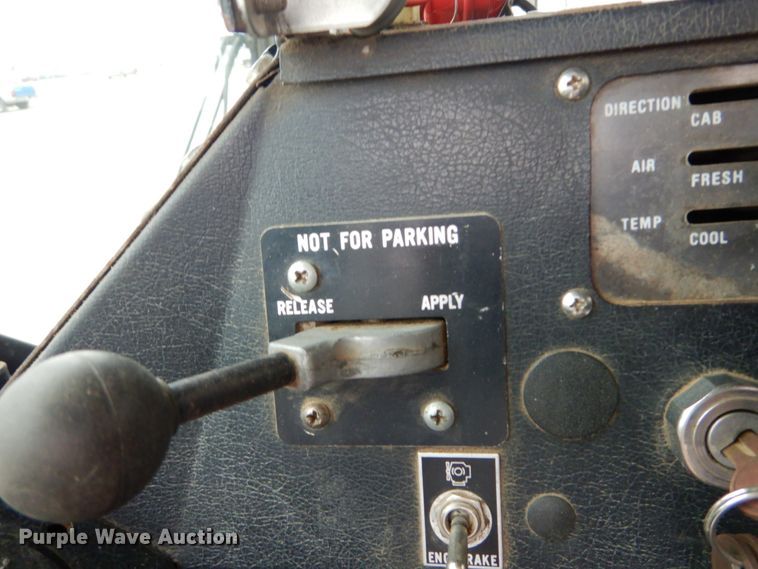 DIRECTION
CAB
AIR
FRESH
TEMP
COOL
NOT FOR PARKING
RELEASE APPLY
Purple Wave Auction